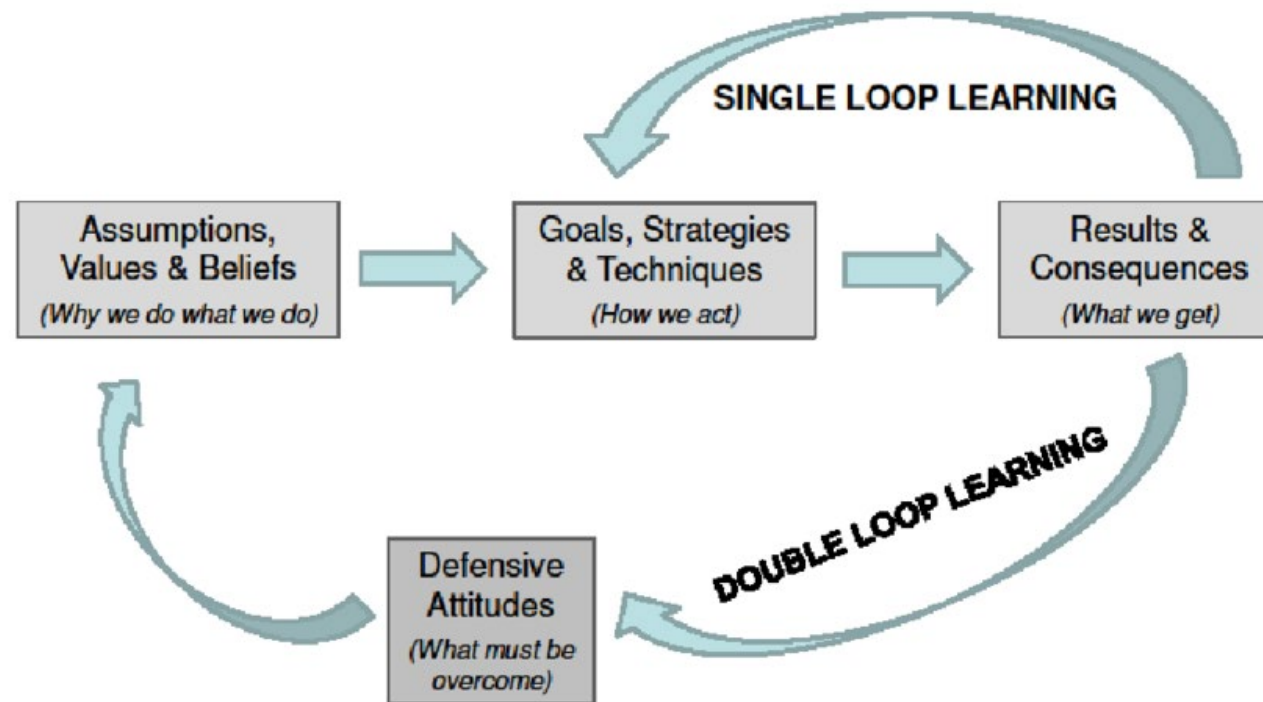 SINGLE LOOP LEARNING
Assumptions,
Values & Beliefs
(Why we do what we do)
Goals, Strategies
& Techniques
(How we act)
Results &
Consequences
(What we get)
DOUBLE LOOP LEARNING
Defensive
Attitudes
(What must be
overcome)